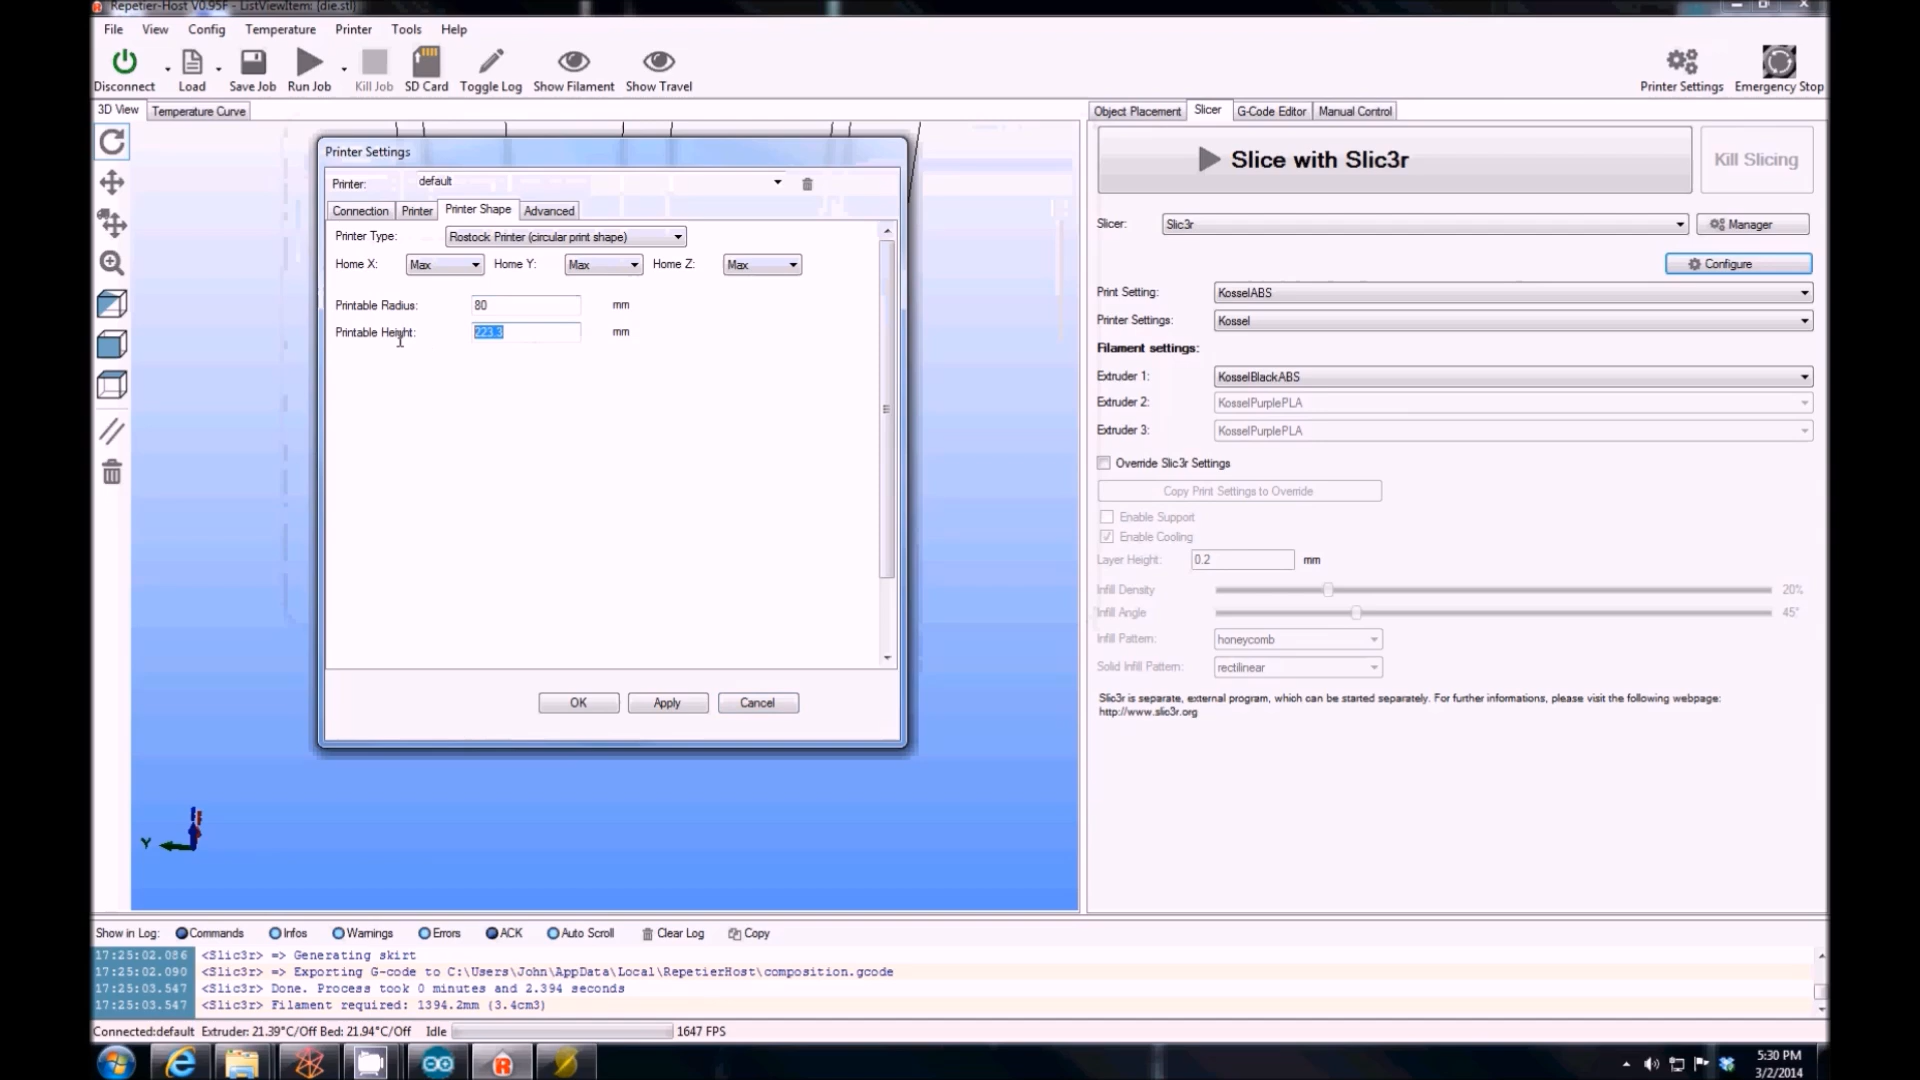 Repetier-Host V0.95F - ListViewItem: {die.stl}
File View Config Temperature Printer Tools Help
Disconnect Load Save Job Run Job Kill Job SD Card Toggle Log Show Filament Show Travel Printer Settings Emergency Stop
3D View Temperature Curve
Object Placement Slicer G-Code Editor Manual Control
Printer Settings
Printer: default
Connection Printer Printer Shape Advanced
Printer Type: Rostock Printer (circular print shape)
Home X: Max Home Y: Max Home Z: Max
Printable Radius: 80 mm
Printable Height: 223.3 mm
OK Apply Cancel
Y
Slice with Slic3r Kill Slicing
Slicer: Slic3r Manager
Configure
Print Setting: KosselABS
Printer Settings: Kossel
Filament settings:
Extruder 1: KosselBlackABS
Extruder 2: KosselPurplePLA
Extruder 3: KosselPurplePLA
Override Slic3r Settings
Copy Print Settings to Override
Enable Support
Enable Cooling
Layer Height: 0.2 mm
Infill Density 20%
Infill Angle 45°
Infill Pattern: honeycomb
Solid Infill Pattern: rectilinear
Slic3r is separate, external program, which can be started separately. For further informations, please visit the following webpage:
http://www.slic3r.org
Show in Log: Commands Infos Warnings Errors ACK Auto Scroll Clear Log Copy
17:25:02.086 <Slic3r> => Generating skirt
17:25:02.090 <Slic3r> => Exporting G-code to C:\Users\John\AppData\Local\RepetierHost\composition.gcode
17:25:03.547 <Slic3r> Done. Process took 0 minutes and 2.394 seconds
17:25:03.547 <Slic3r> Filament required: 1394.2mm (3.4cm3)
Connected:default Extruder: 21.39°C/Off Bed: 21.94°C/Off Idle 1647 FPS
5:30 PM
3/2/2014